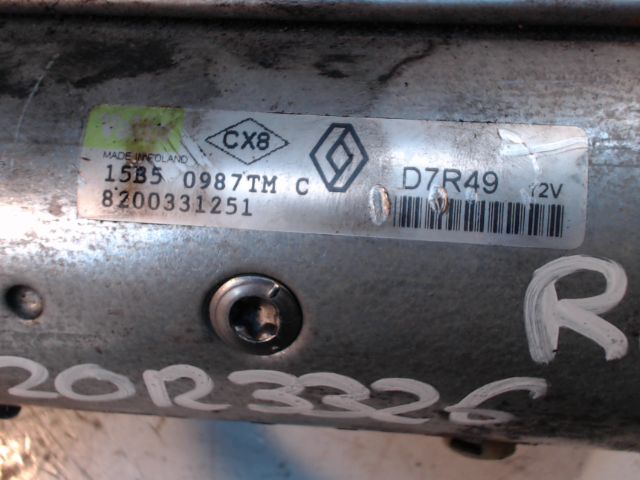 CX8
MADE IN POLAND
15B5 0987TM C
8200331251
D7R49 12V
R
20R3326